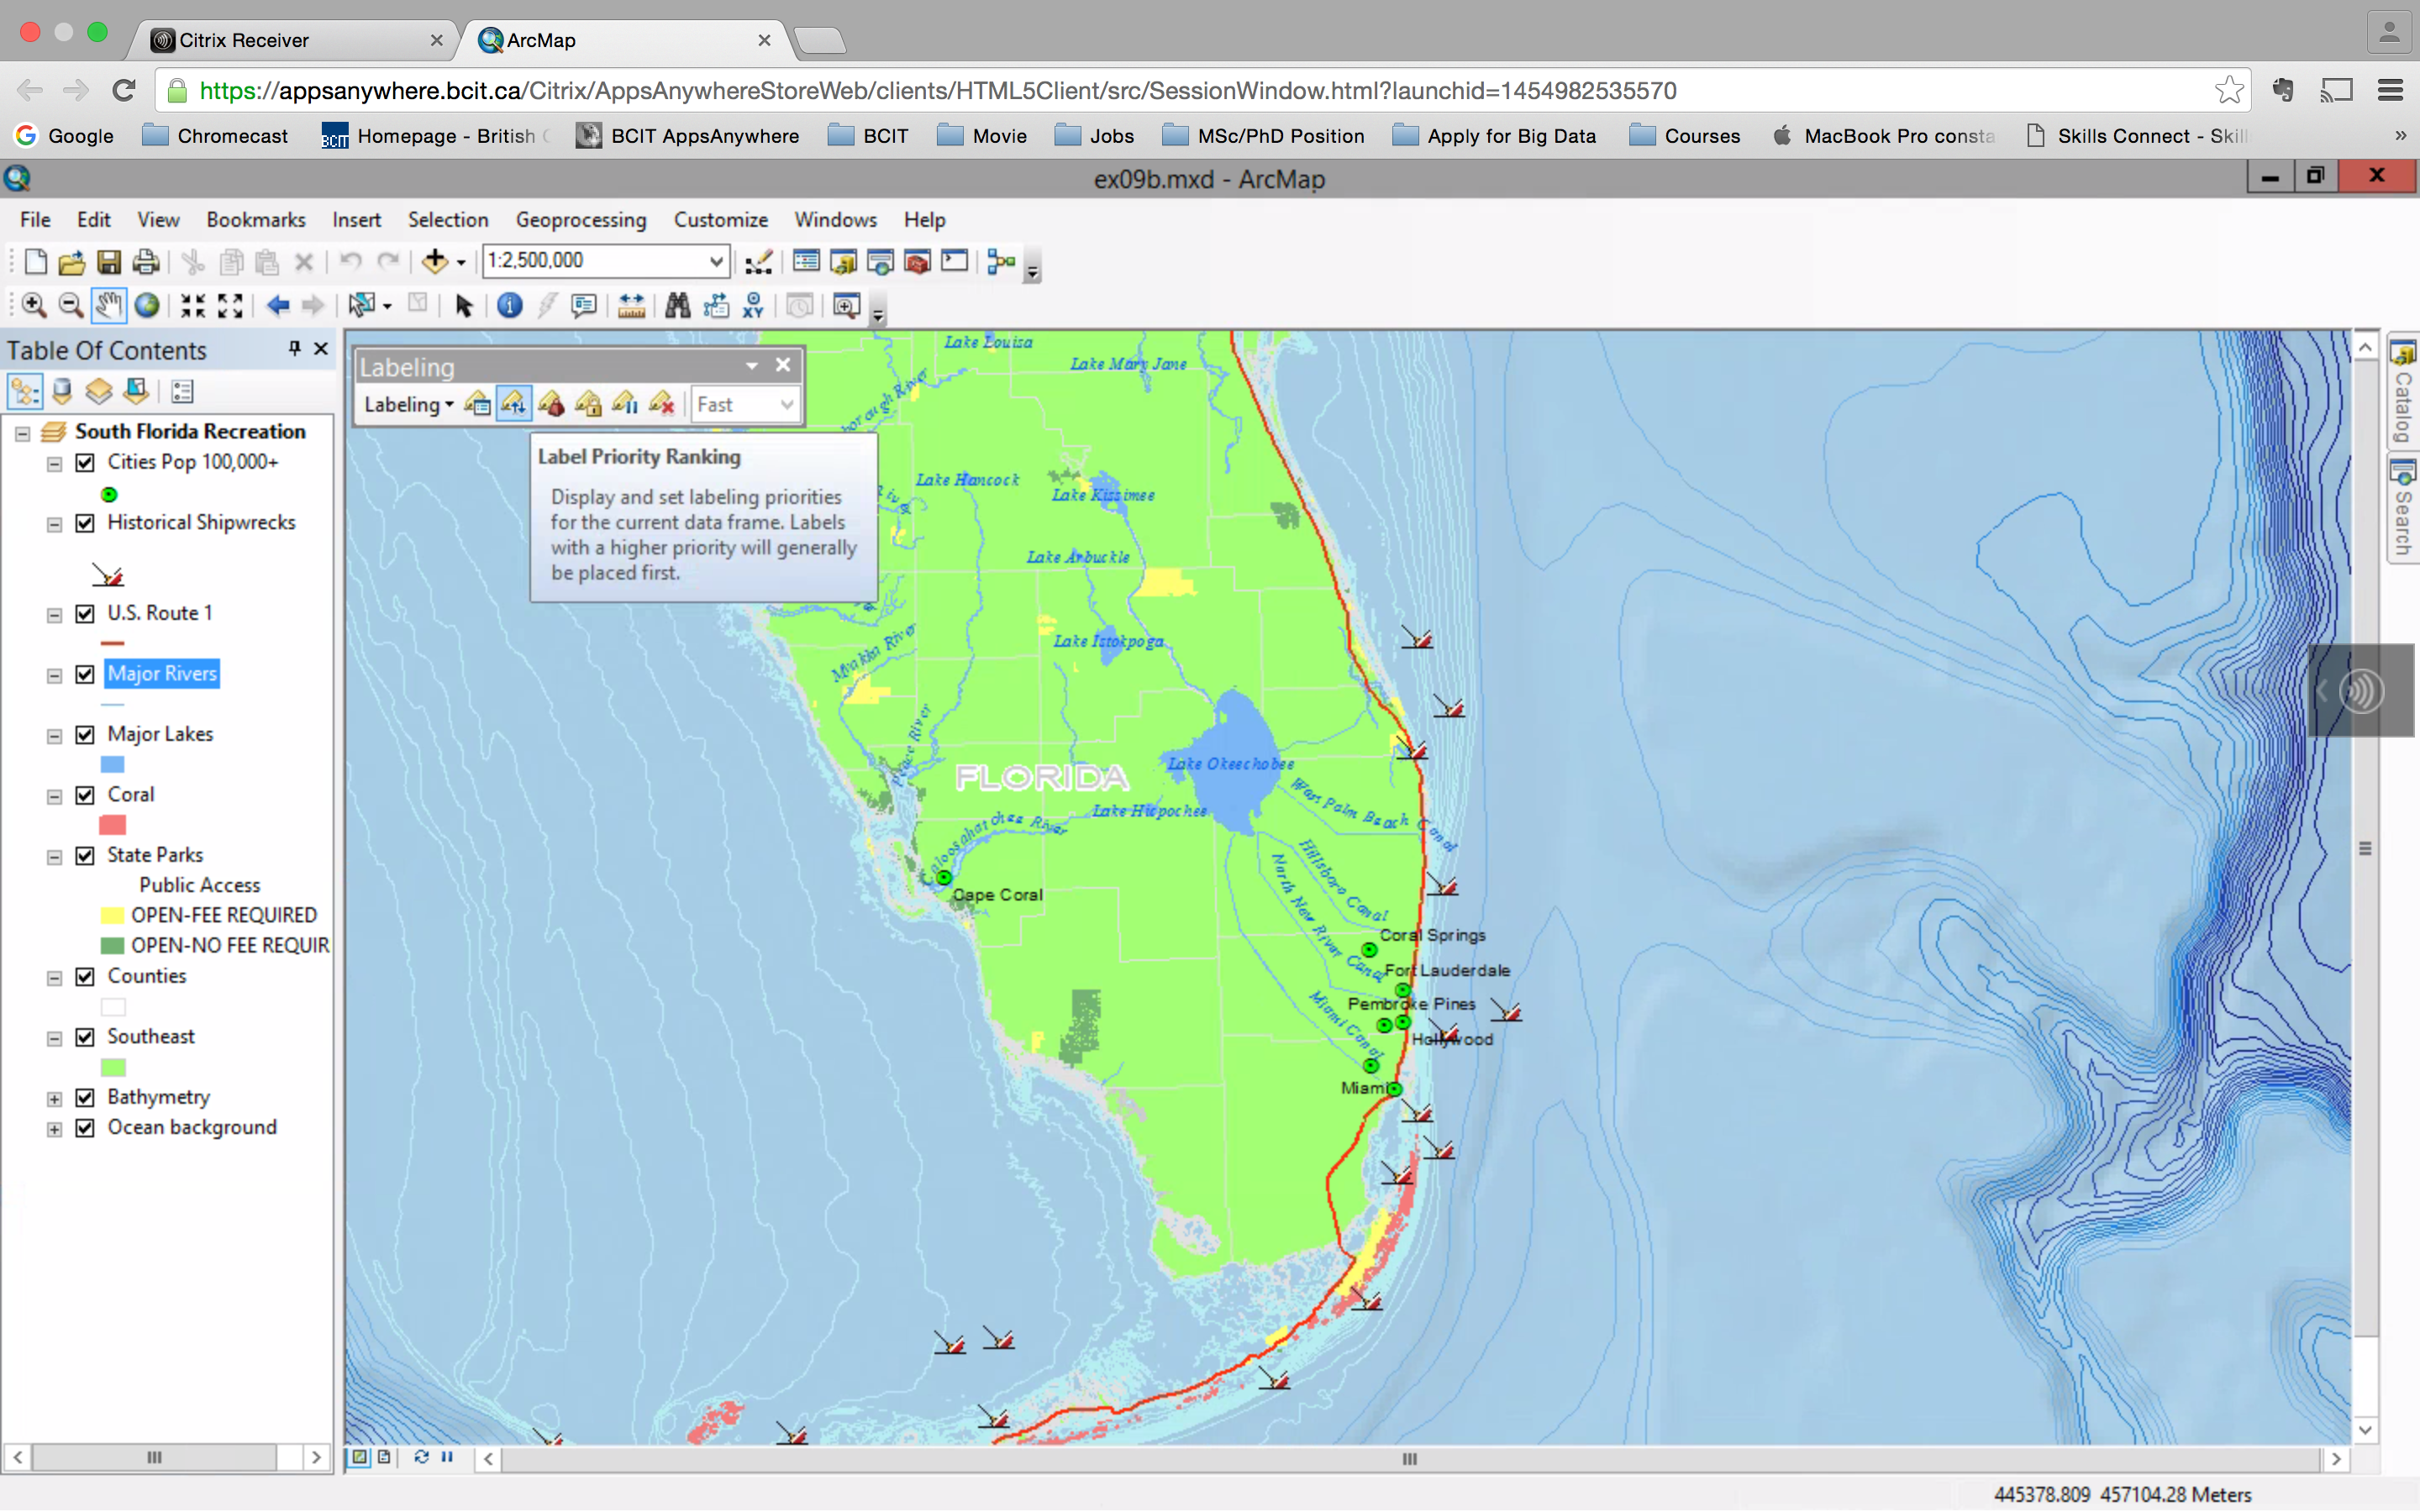 Citrix Receiver
ArcMap
https://appsanywhere.bcit.ca/Citrix/AppsAnywhereStoreWeb/clients/HTML5Client/src/SessionWindow.html?launchid=1454982535570
Google
Chromecast
BCIT
Homepage - British
BCIT AppsAnywhere
BCIT
Movie
Jobs
MSc/PhD Position
Apply for Big Data
Courses
MacBook Pro consta
Skills Connect - Skil
»
ex09b.mxd - ArcMap
File Edit View Bookmarks Insert Selection Geoprocessing Customize Windows Help
1:2,500,000
XY
Table Of Contents
South Florida Recreation
Cities Pop 100,000+
Historical Shipwrecks
U.S. Route 1
Major Rivers
Major Lakes
Coral
State Parks
Public Access
OPEN-FEE REQUIRED
OPEN-NO FEE REQUIR
Counties
Southeast
Bathymetry
Ocean background
Labeling
Labeling
Fast
Label Priority Ranking
Display and set labeling priorities
for the current data frame. Labels
with a higher priority will generally
be placed first.
Lake Louisa
Lake Mary Jane
River
Lake Hancock
Lake Kissimee
Lake Arbuckle
Lake Istokpoga
Myakka River
Peace River
FLORIDA
Lake Okeechobee
Lake Hicpochee
Caloosahatchee River
West Palm Beach Canal
Hillsboro Canal
North New River Canal
Miami Canal
Cape Coral
Coral Springs
Fort Lauderdale
Pembroke Pines
Hollywood
Miami
Catalog
Search
445378.809 457104.28 Meters